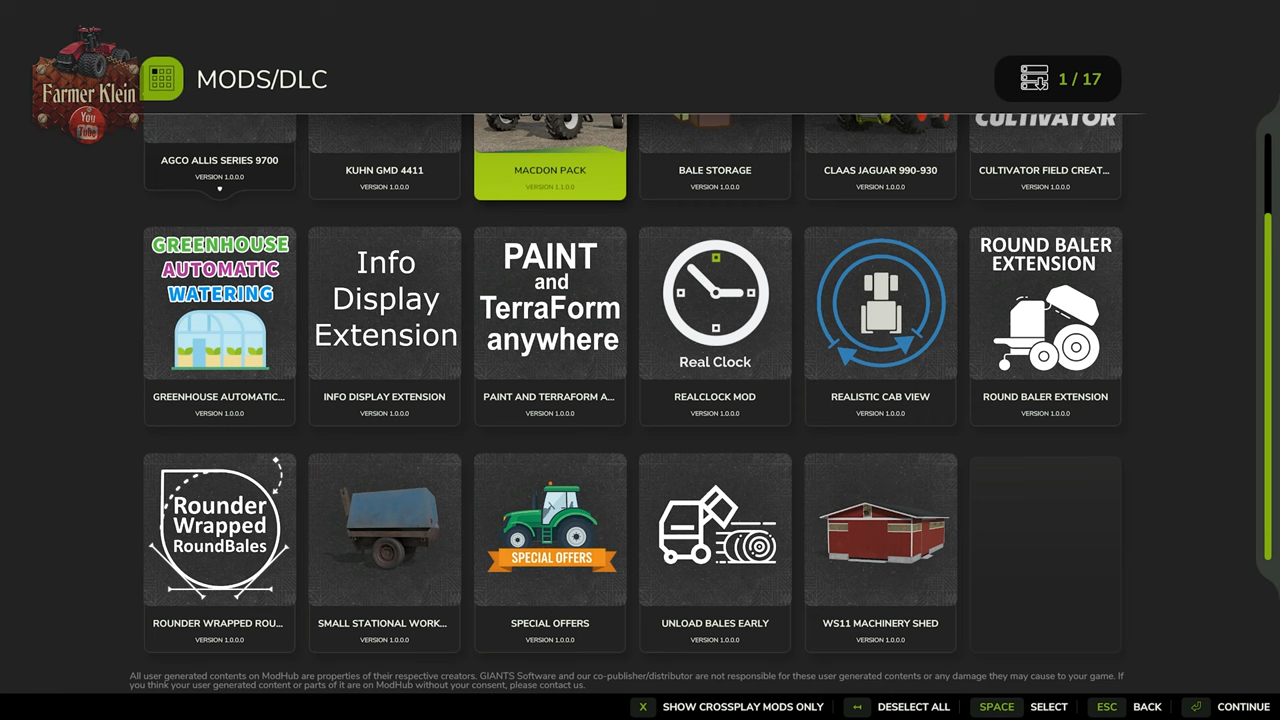 Farmer Klein
You
Tube
MODS/DLC
1 / 17
CULTIVATOR
AGCO ALLIS SERIES 9700
VERSION 1.0.0.0
KUHN GMD 4411
VERSION 1.0.0.0
MACDON PACK
VERSION 1.1.0.0
BALE STORAGE
VERSION 1.0.0.0
CLAAS JAGUAR 990-930
VERSION 1.0.0.0
CULTIVATOR FIELD CREAT...
VERSION 1.0.0.0
GREENHOUSE
AUTOMATIC
WATERING
GREENHOUSE AUTOMATIC...
VERSION 1.0.0.0
Info
Display
Extension
INFO DISPLAY EXTENSION
VERSION 1.0.0.0
PAINT
and
TerraForm
anywhere
PAINT AND TERRAFORM A...
VERSION 1.0.0.0
Real Clock
REALCLOCK MOD
VERSION 1.0.0.0
REALISTIC CAB VIEW
VERSION 1.0.0.0
ROUND BALER
EXTENSION
ROUND BALER EXTENSION
VERSION 1.0.0.0
Rounder
Wrapped
RoundBales
ROUNDER WRAPPED ROU...
VERSION 1.0.0.0
SMALL STATIONAL WORK...
VERSION 1.0.0.0
SPECIAL OFFERS
SPECIAL OFFERS
VERSION 1.0.0.0
UNLOAD BALES EARLY
VERSION 1.0.0.0
WS11 MACHINERY SHED
VERSION 1.0.0.0
All user generated contents on ModHub are properties of their respective creators. GIANTS Software and our co-publisher/distributor are not responsible for these user generated contents or any damage they may cause to your game. If
you think your user generated content or parts of it are on ModHub without your consent, please contact us.
X SHOW CROSSPLAY MODS ONLY
DESELECT ALL
SPACE SELECT
ESC BACK
CONTINUE